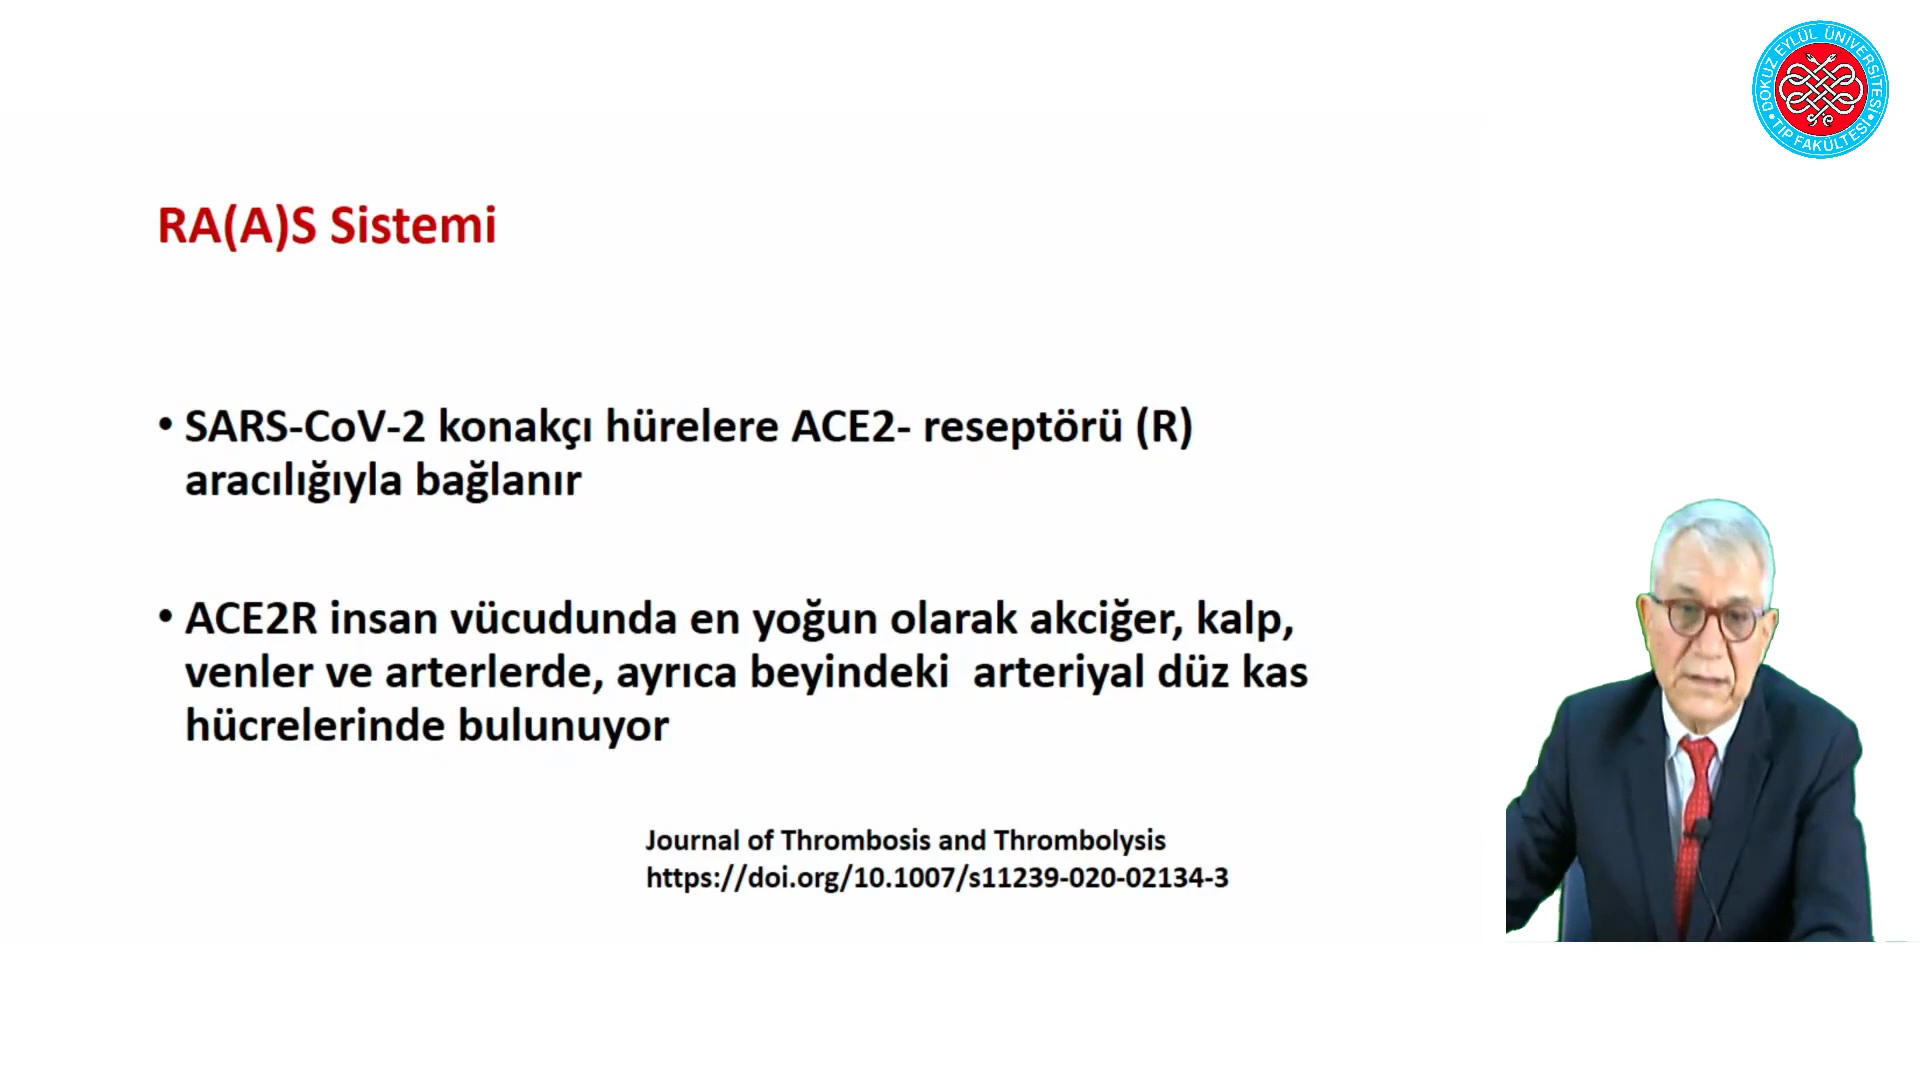 DOKUZ EYLÜL ÜNİVERSİTESİ
• TIP FAKÜLTESİ •
RA(A)S Sistemi
• SARS-CoV-2 konakçı hürelere ACE2- reseptörü (R)
aracılığıyla bağlanır
• ACE2R insan vücudunda en yoğun olarak akciğer, kalp,
venler ve arterlerde, ayrıca beyindeki  arteriyal düz kas
hücrelerinde bulunuyor
Journal of Thrombosis and Thrombolysis
https://doi.org/10.1007/s11239-020-02134-3